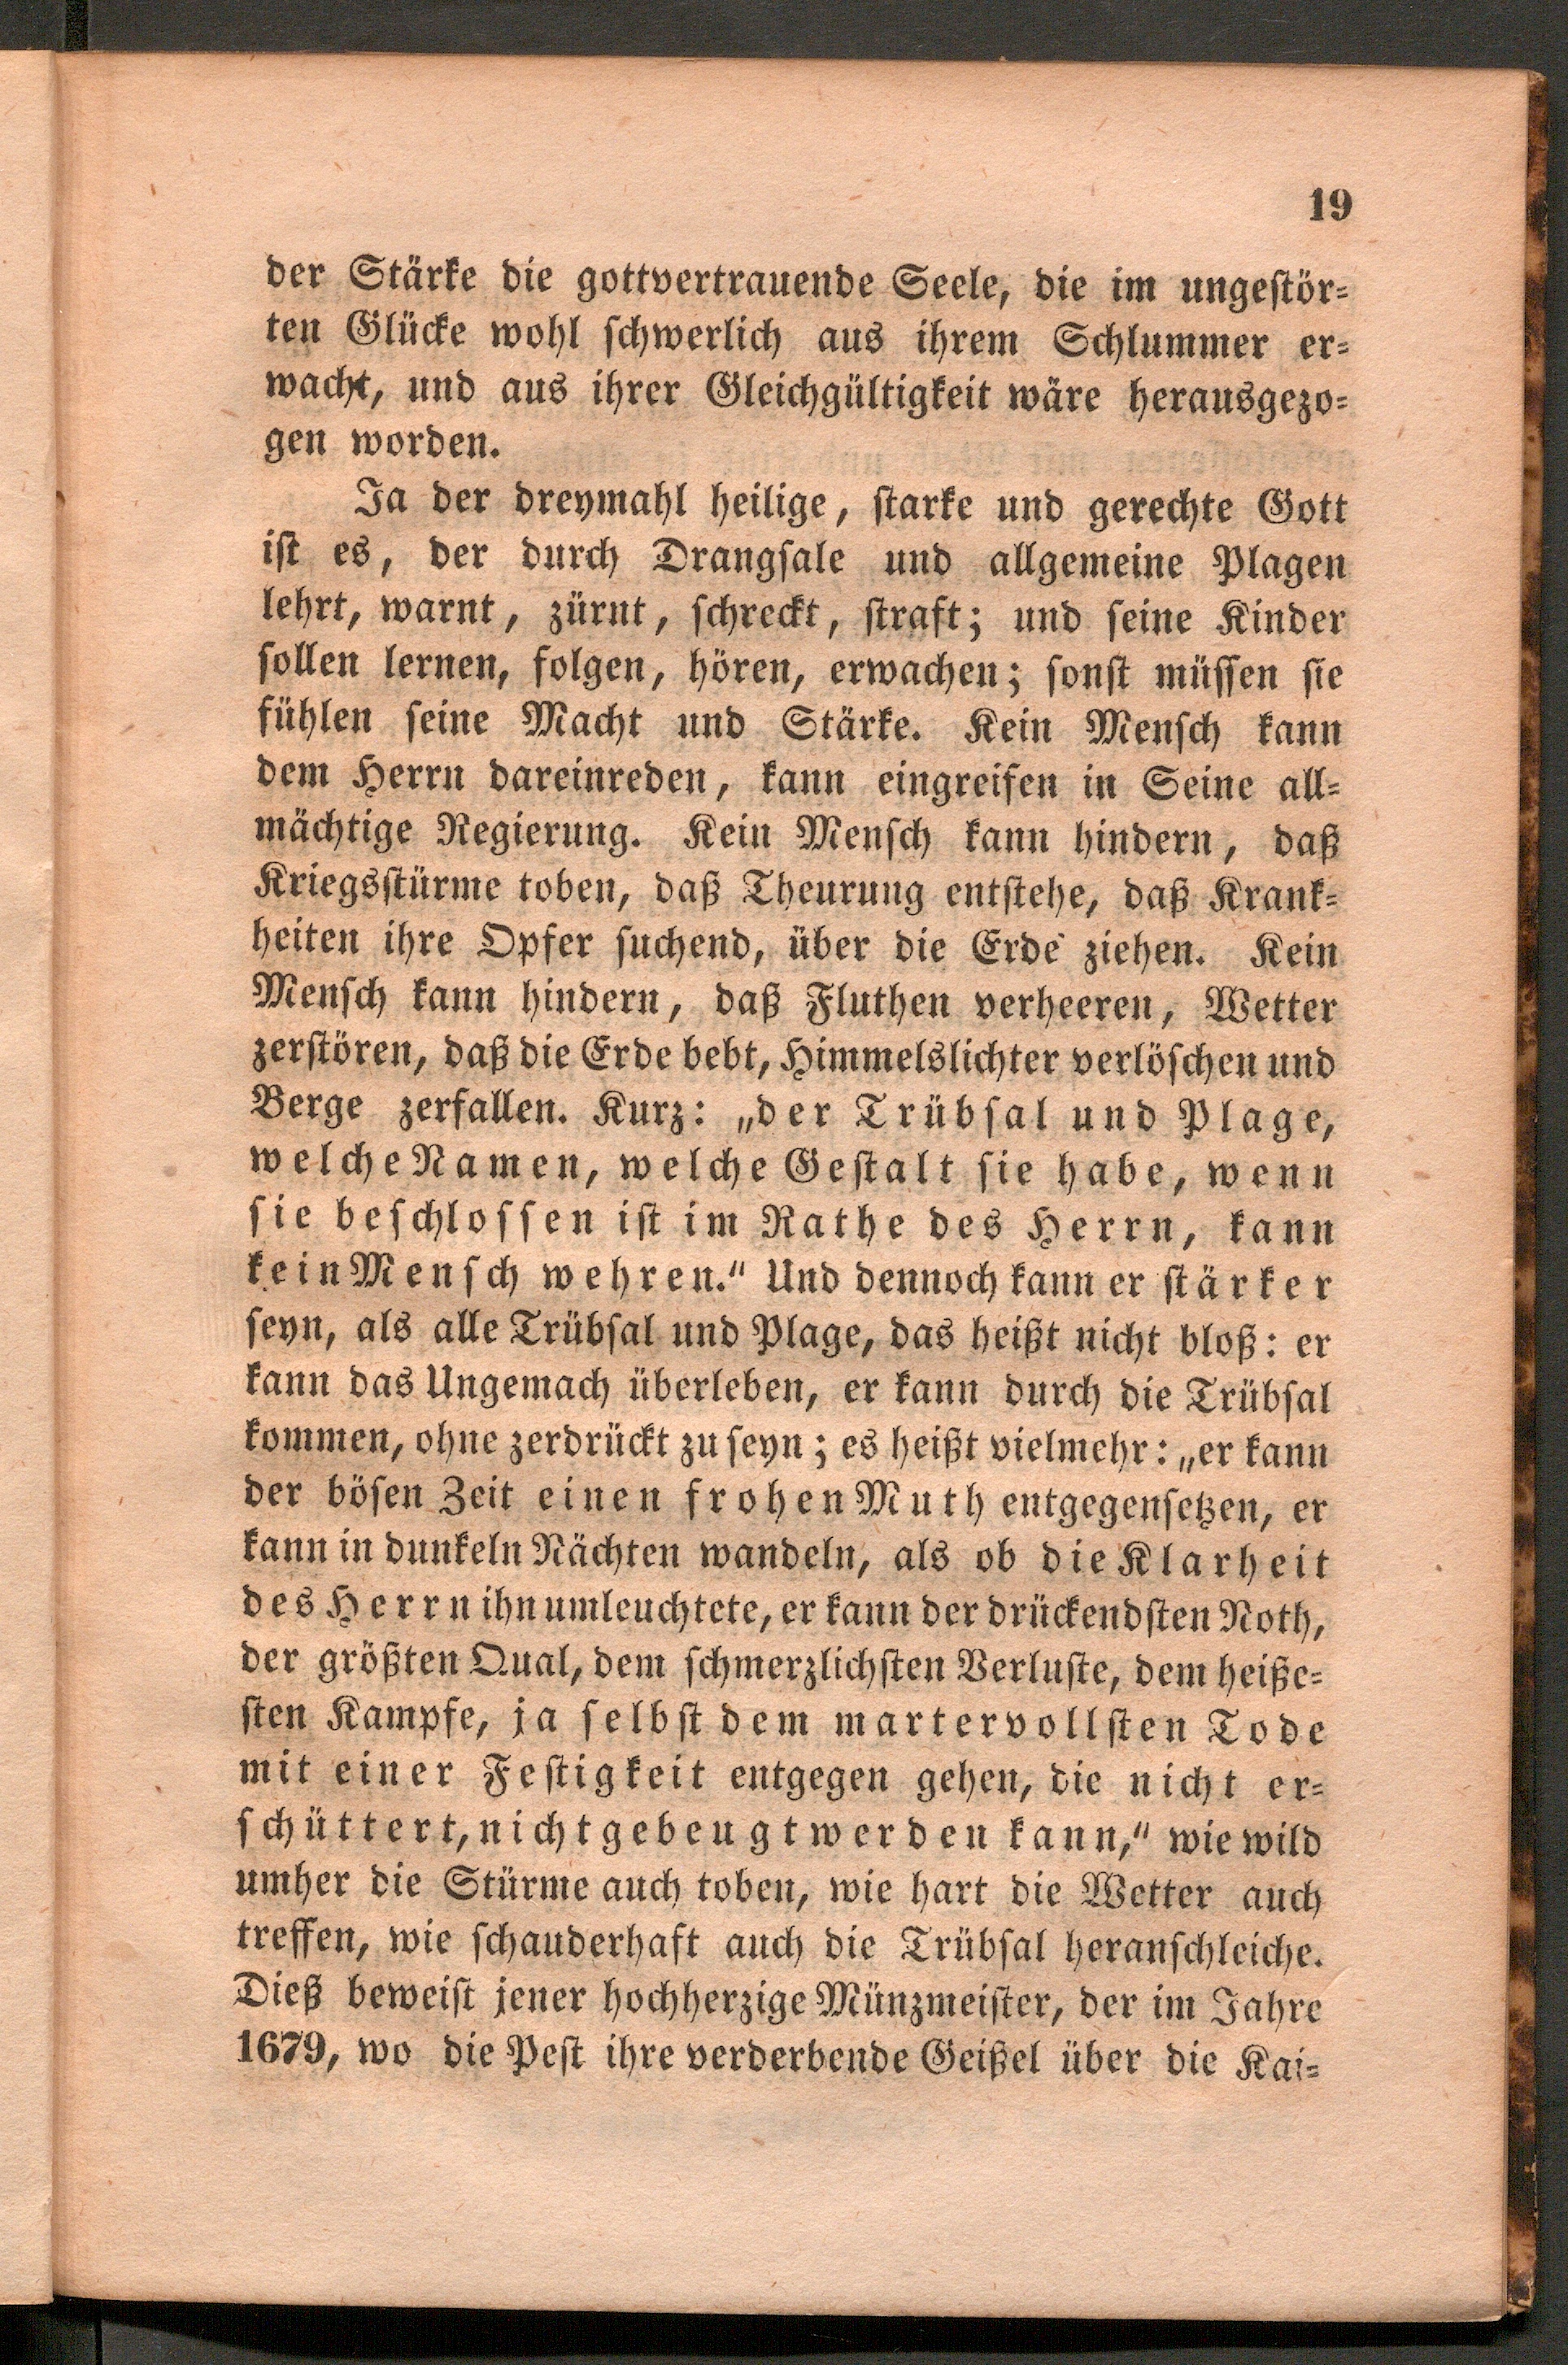 19
der Stärke die gottvertrauende Seele, die im ungestör-
ten Glücke wohl schwerlich aus ihrem Schlummer er-
wacht, und aus ihrer Gleichgültigkeit wäre herausgezo-
gen worden.
Ja der dreymahl heilige, starke und gerechte Gott
ist es, der durch Drangsale und allgemeine Plagen
lehrt, warnt, zürnt, schreckt, straft; und seine Kinder
sollen lernen, folgen, hören, erwachen; sonst müssen sie
fühlen seine Macht und Stärke. Kein Mensch kann
dem Herrn dareinreden, kann eingreifen in Seine all-
mächtige Regierung. Kein Mensch kann hindern, daß
Kriegsstürme toben, daß Theurung entstehe, daß Krank-
heiten ihre Opfer suchend, über die Erde ziehen. Kein
Mensch kann hindern, daß Fluthen verheeren, Wetter
zerstören, daß die Erde bebt, Himmelslichter verlöschen und
Berge zerfallen. Kurz: „der Trübsal und Plage,
welche Namen, welche Gestalt sie habe, wenn
sie beschlossen ist im Rathe des Herrn, kann
kein Mensch wehren.“ Und dennoch kann er stärker
seyn, als alle Trübsal und Plage, das heißt nicht bloß: er
kann das Ungemach überleben, er kann durch die Trübsal
kommen, ohne zerdrückt zu seyn; es heißt vielmehr: „er kann
der bösen Zeit einen frohen Muth entgegensetzen, er
kann in dunkeln Nächten wandeln, als ob die Klarheit
des Herrn ihn umleuchtete, er kann der drückendsten Noth,
der größten Qual, dem schmerzlichsten Verluste, dem heiße-
sten Kampfe, ja selbst dem martervollsten Tode
mit einer Festigkeit entgegen gehen, die nicht er-
schüttert, nicht gebeugt werden kann,“ wie wild
umher die Stürme auch toben, wie hart die Wetter auch
treffen, wie schauderhaft auch die Trübsal heranschleiche.
Dieß beweist jener hochherzige Münzmeister, der im Jahre
1679, wo die Pest ihre verderbende Geißel über die Kai-